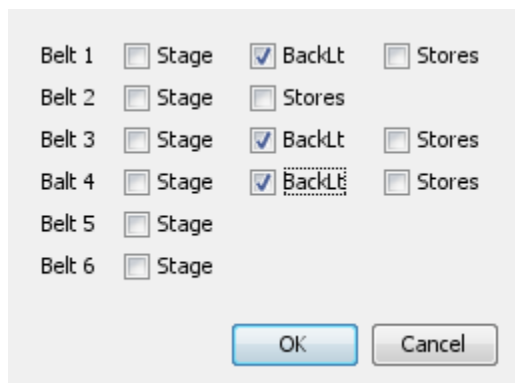 Belt 1 Stage BackLt Stores
Belt 2 Stage Stores
Belt 3 Stage BackLt Stores
Balt 4 Stage BackLt Stores
Belt 5 Stage
Belt 6 Stage
OK Cancel